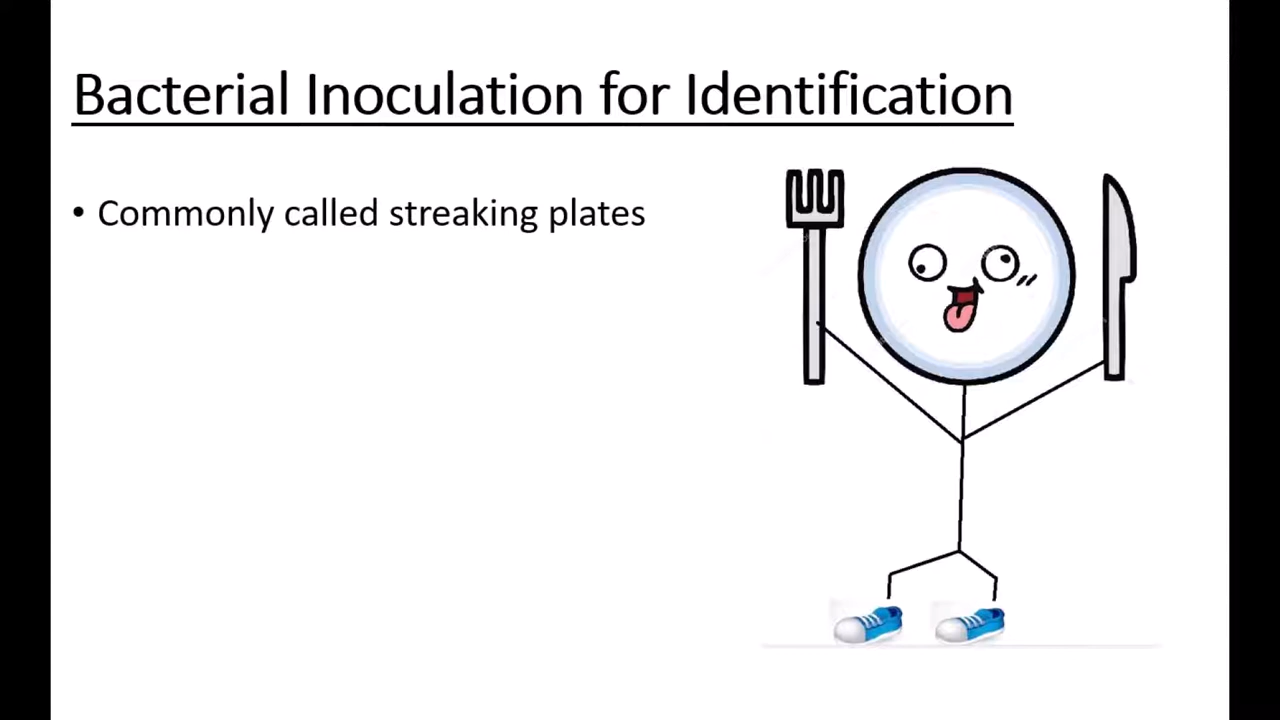 Bacterial Inoculation for Identification
• Commonly called streaking plates